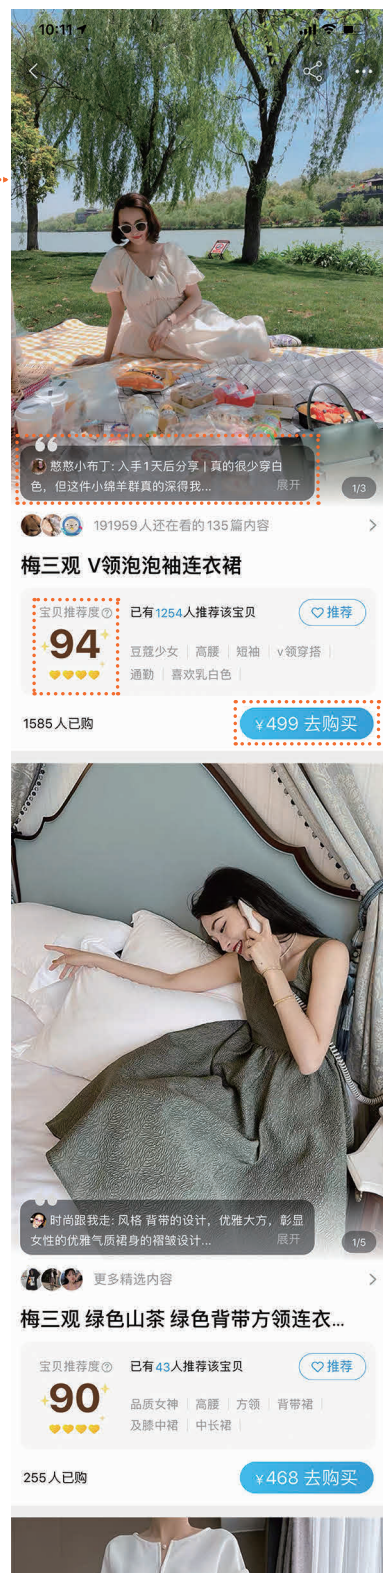 10:11
憨憨小布丁: 入手1天后分享 | 真的很少穿白
色，但这件小绵羊群真的深得我...
展开
1/3
191959人还在看的135篇内容
梅三观 V领泡泡袖连衣裙
宝贝推荐度?
已有1254人推荐该宝贝
推荐
94
豆蔻少女 | 高腰 | 短袖 | v领穿搭 |
通勤 | 喜欢乳白色 |
1585人已购
¥499 去购买
时尚跟我走: 风格 背带的设计，优雅大方，彰显
女性的优雅气质裙身的褶皱设计...
展开
1/5
更多精选内容
梅三观 绿色山茶 绿色背带方领连衣...
宝贝推荐度?
已有43人推荐该宝贝
推荐
90
品质女神 | 高腰 | 方领 | 背带裙 |
及膝中裙 | 中长裙 |
255人已购
¥468 去购买